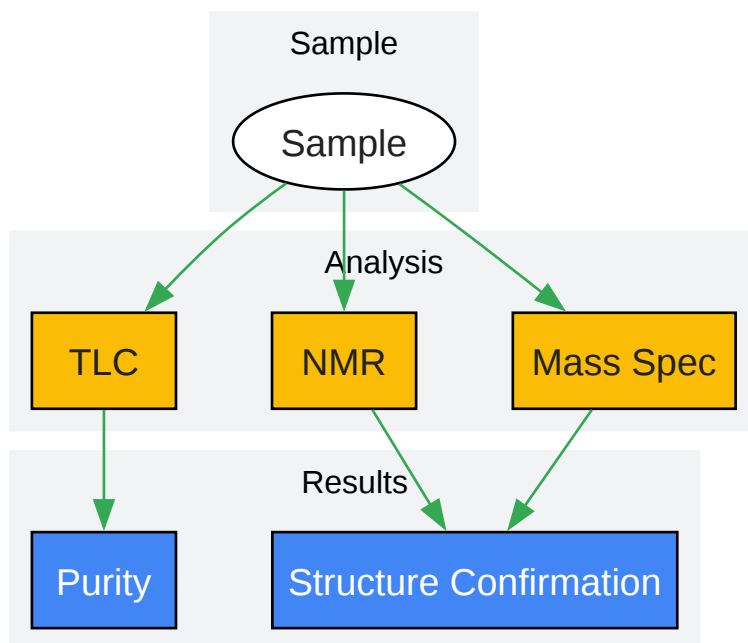 Sample
Sample
Analysis
TLC
NMR
Mass Spec
Results
Purity
Structure Confirmation